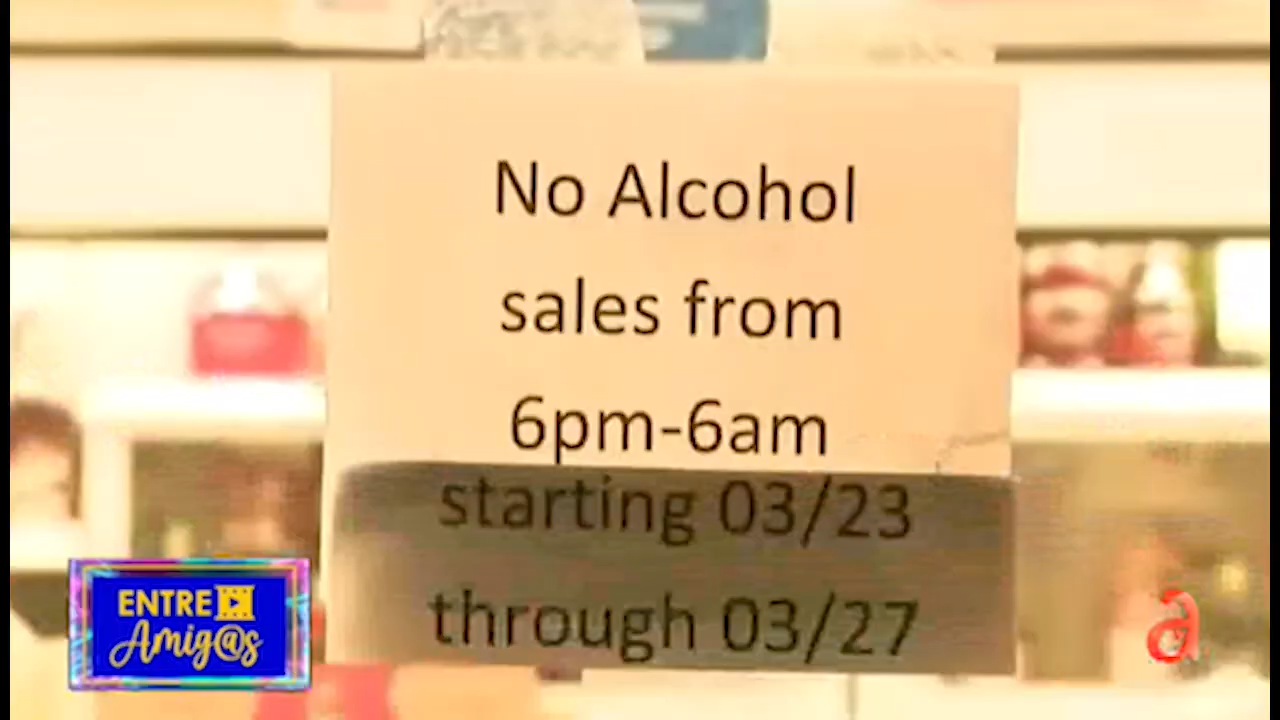 No Alcohol
sales from
6pm-6am
starting 03/23
through 03/27
ENTRE
Amig@s
a